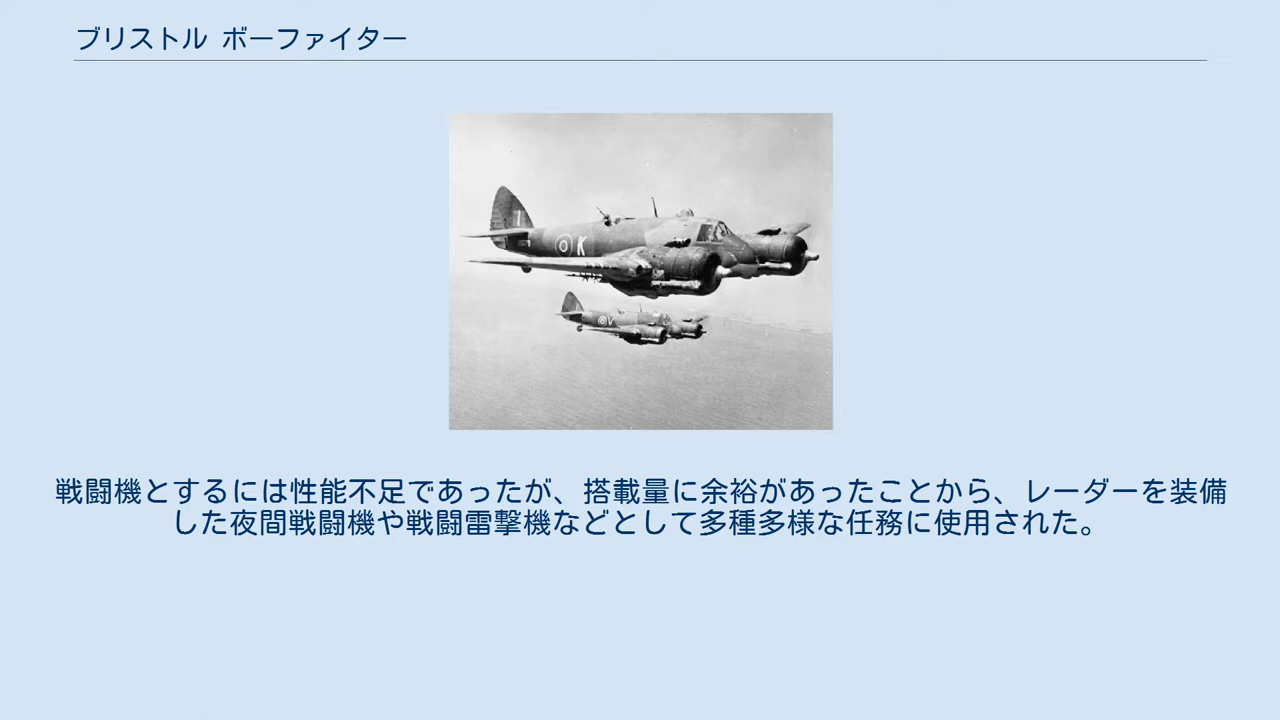 ブリストル ボーファイター
K
V
戦闘機とするには性能不足であったが、搭載量に余裕があったことから、レーダーを装備
した夜間戦闘機や戦闘雷撃機などとして多種多様な任務に使用された。